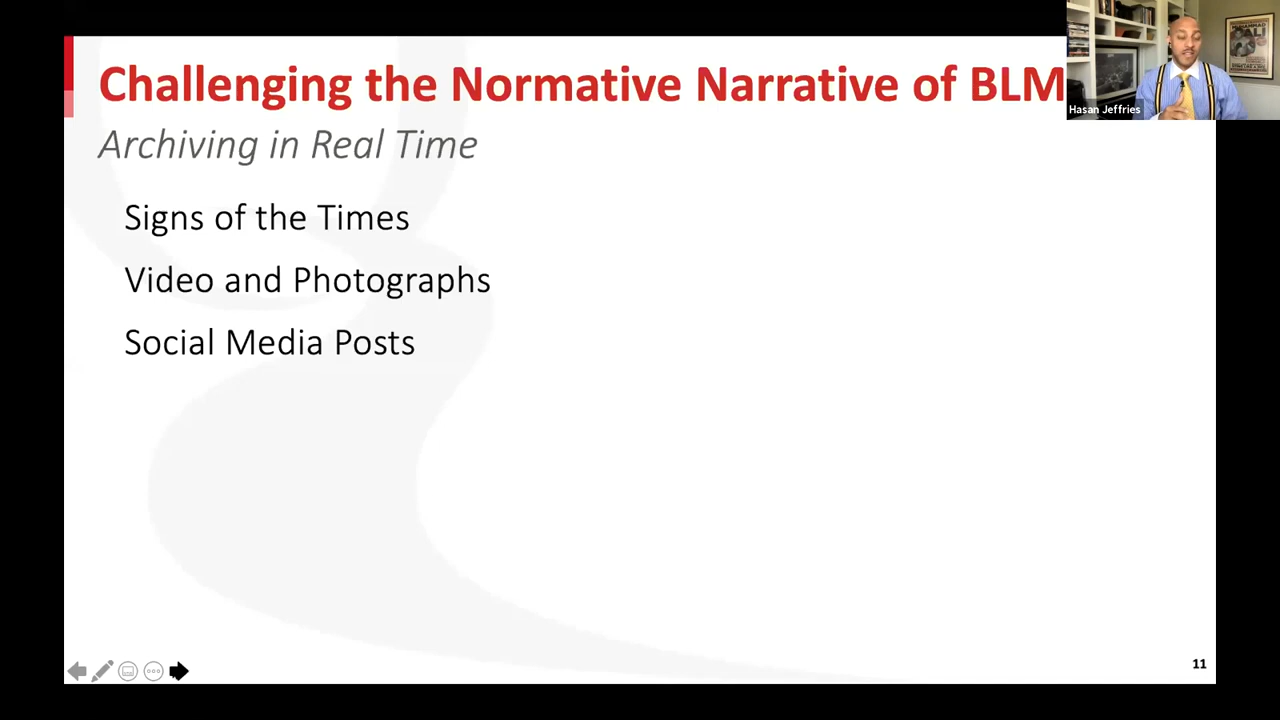 Challenging the Normative Narrative of BLM
Archiving in Real Time
Signs of the Times
Video and Photographs
Social Media Posts
Hasan Jeffries
ALI
11